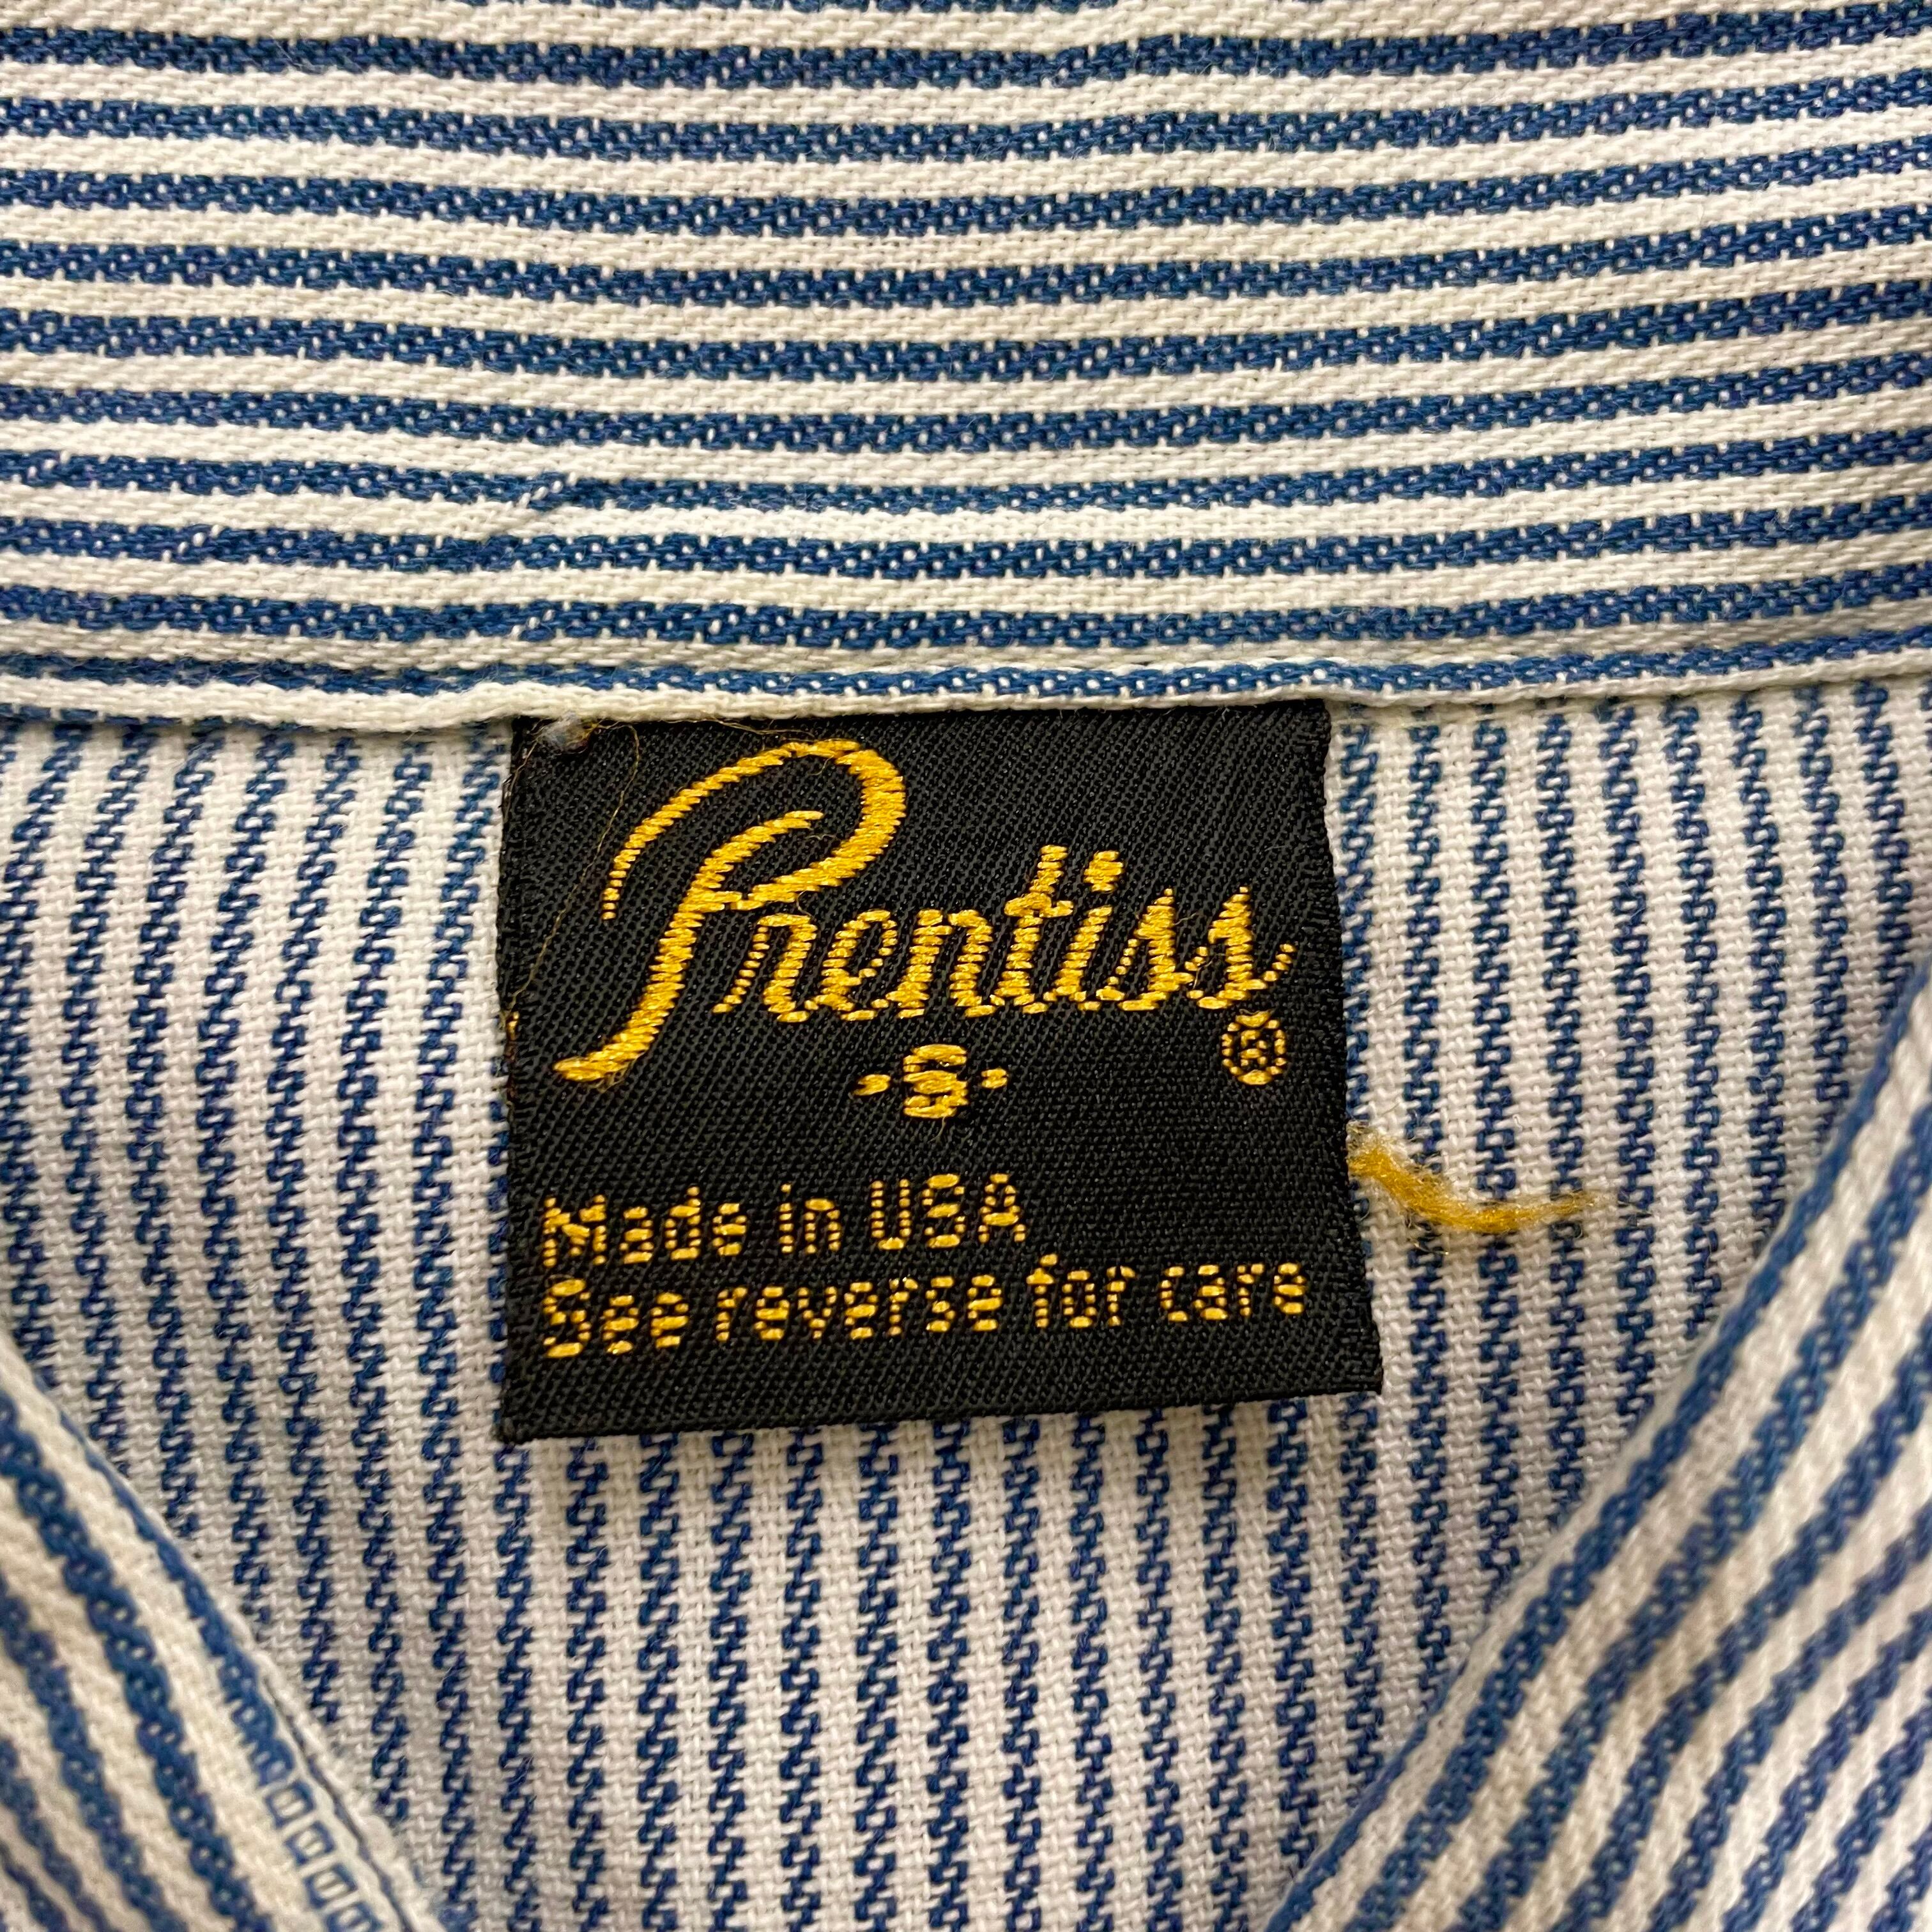 Prentiss
®
-S-
Made in USA
See reverse for care